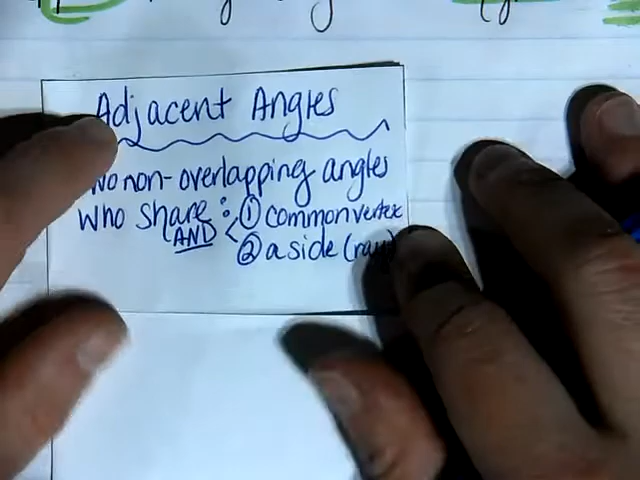 Adjacent Angles
non-overlapping angles
who share: ① common vertex
AND
② a side (ray